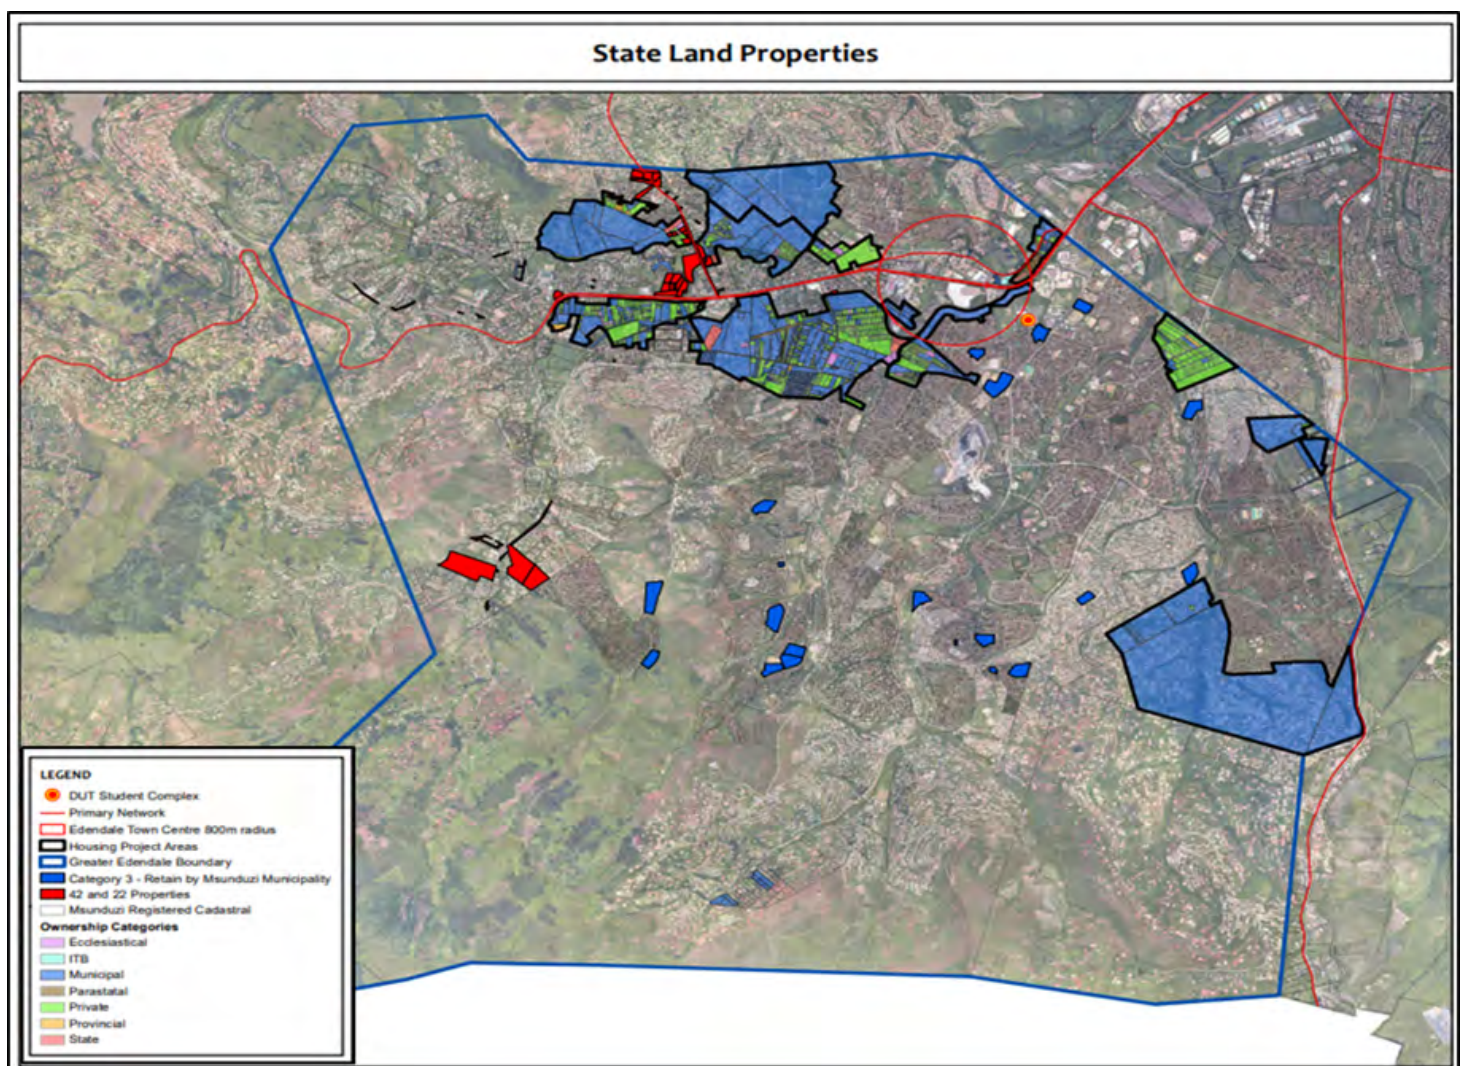 State Land Properties
LEGEND
DUT Student Complex
Primary Network
Edendale Town Centre 800m radius
Housing Project Areas
Greater Edendale Boundary
Category 3 - Retain by Msunduzi Municipality
42 and 22 Properties
Msunduzi Registered Cadastral
Ownership Categories
Ecclesiastical
ITB
Municipal
Parastatal
Private
Provincial
State